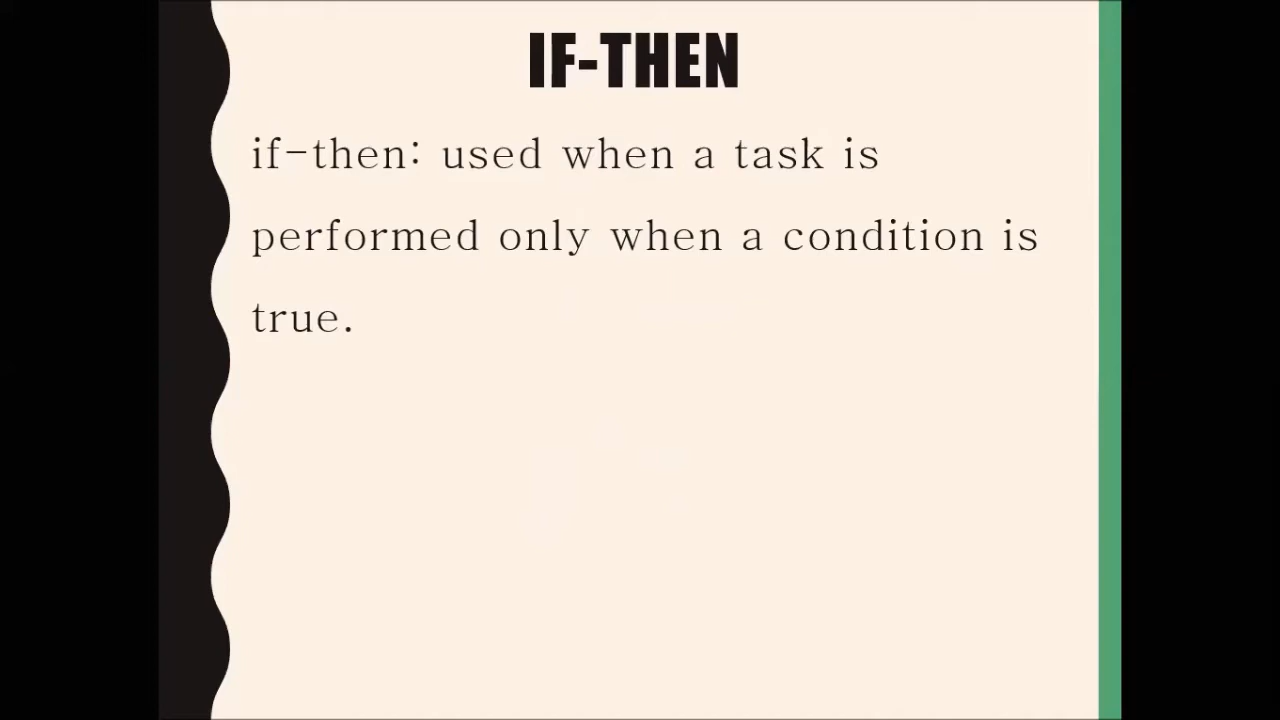 IF-THEN
if-then: used when a task is
performed only when a condition is
true.